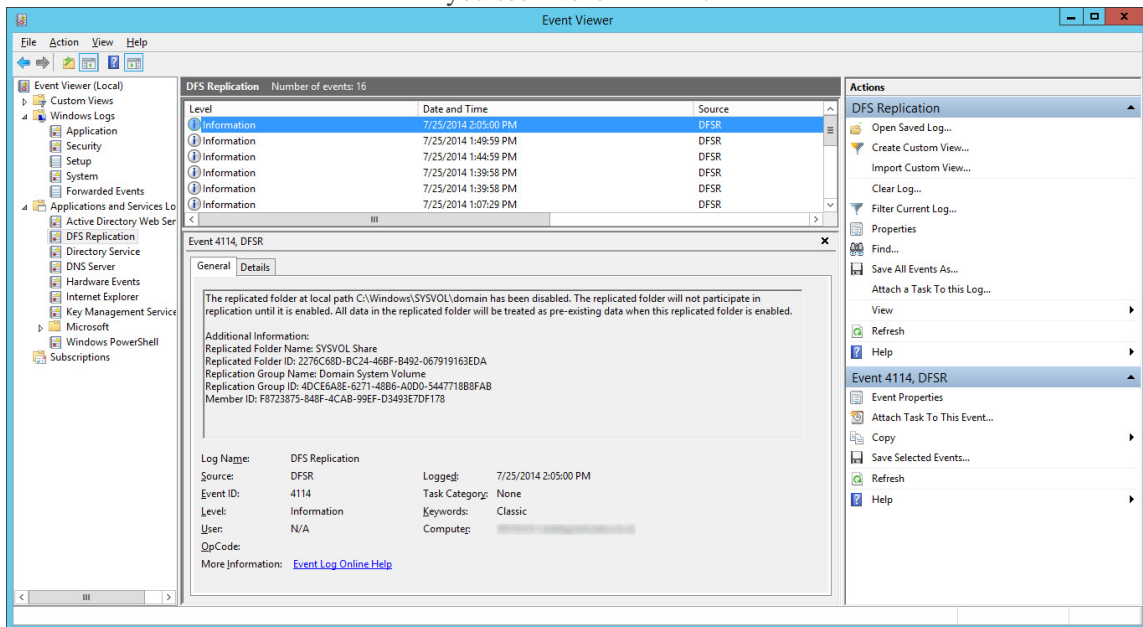 Event Viewer
File Action View Help
Event Viewer (Local)
Custom Views
Windows Logs
Application
Security
Setup
System
Forwarded Events
Applications and Services Lo
Active Directory Web Ser
DFS Replication
Directory Service
DNS Server
Hardware Events
Internet Explorer
Key Management Service
Microsoft
Windows PowerShell
Subscriptions
DFS Replication Number of events: 16
Level Date and Time Source
Information 7/25/2014 2:05:00 PM DFSR
Information 7/25/2014 1:49:59 PM DFSR
Information 7/25/2014 1:44:59 PM DFSR
Information 7/25/2014 1:39:58 PM DFSR
Information 7/25/2014 1:39:58 PM DFSR
Information 7/25/2014 1:07:29 PM DFSR
Event 4114, DFSR
General Details
The replicated folder at local path C:\Windows\SYSVOL\domain has been disabled. The replicated folder will not participate in
replication until it is enabled. All data in the replicated folder will be treated as pre-existing data when this replicated folder is enabled.
Additional Information:
Replicated Folder Name: SYSVOL Share
Replicated Folder ID: 2276C68D-BC24-46BF-B492-067919163EDA
Replication Group Name: Domain System Volume
Replication Group ID: 4DCE6A8E-6271-48B6-A0D0-5447718B8FAB
Member ID: F8723875-848F-4CAB-99EF-D3493E7DF178
Log Name: DFS Replication
Source: DFSR Logged: 7/25/2014 2:05:00 PM
Event ID: 4114 Task Category: None
Level: Information Keywords: Classic
User: N/A Computer:
OpCode:
More Information: Event Log Online Help
Actions
DFS Replication
Open Saved Log...
Create Custom View...
Import Custom View...
Clear Log...
Filter Current Log...
Properties
Find...
Save All Events As...
Attach a Task To this Log...
View
Refresh
Help
Event 4114, DFSR
Event Properties
Attach Task To This Event...
Copy
Save Selected Events...
Refresh
Help